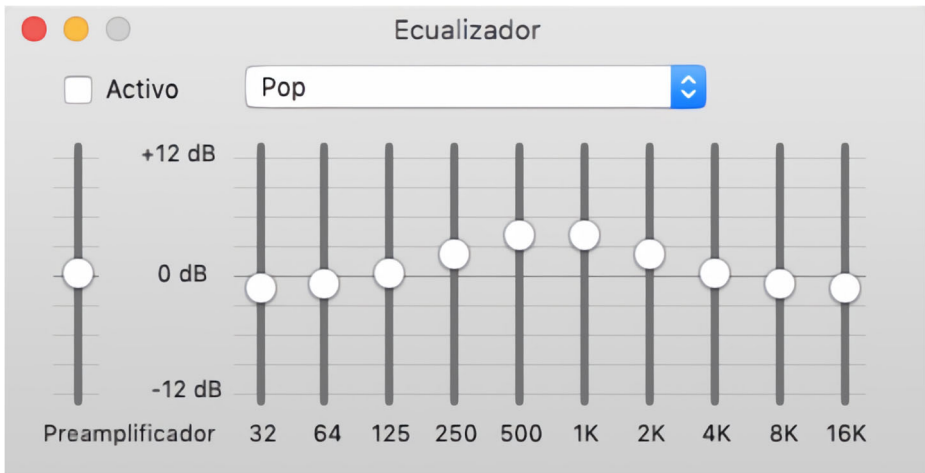 Ecualizador
Activo
Pop
+12 dB
0 dB
-12 dB
Preamplificador 32 64 125 250 500 1K 2K 4K 8K 16K